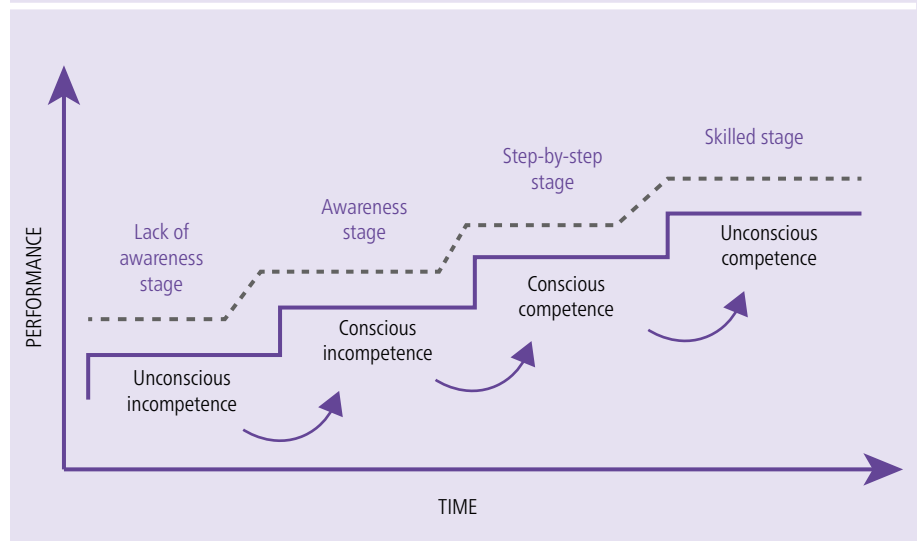 PERFORMANCE
Lack of
awareness
stage
Awareness
stage
Step-by-step
stage
Skilled stage
Unconscious
incompetence
Conscious
incompetence
Conscious
competence
Unconscious
competence
TIME